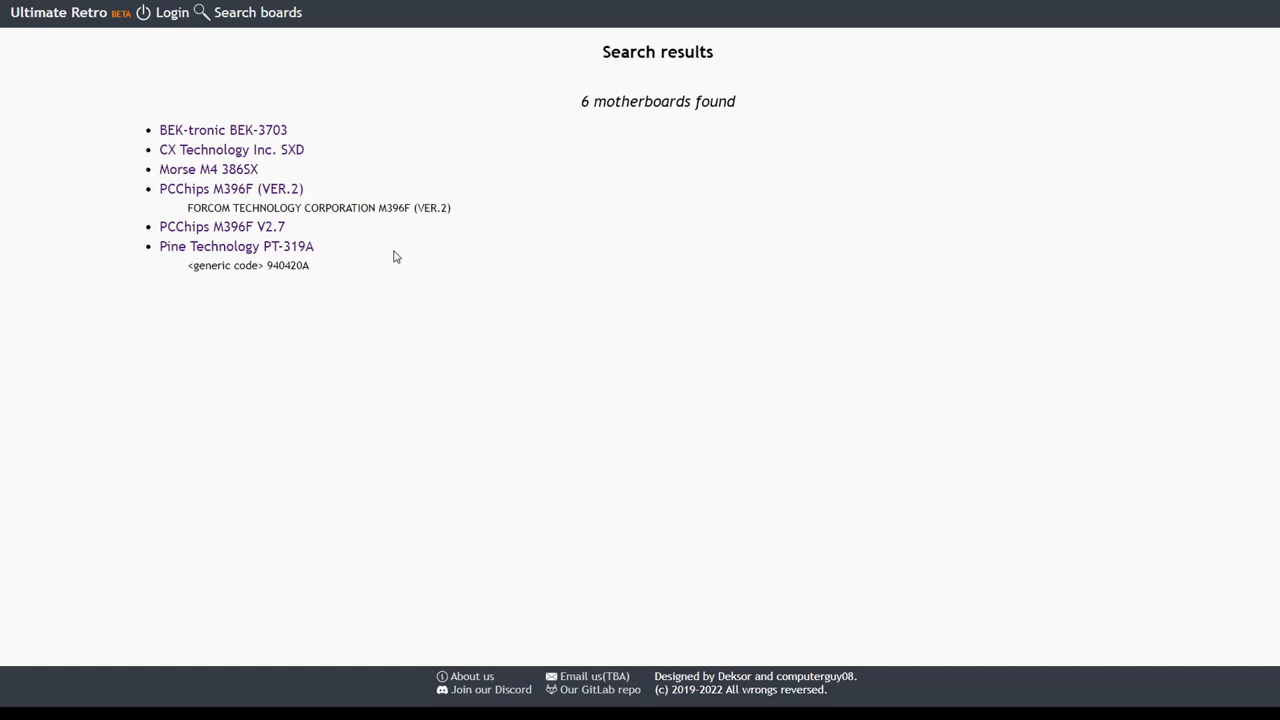 Ultimate Retro BETA Login Search boards
Search results
6 motherboards found
BEK-tronic BEK-3703
CX Technology Inc. SXD
Morse M4 386SX
PCChips M396F (VER.2)
FORCOM TECHNOLOGY CORPORATION M396F (VER.2)
PCChips M396F V2.7
Pine Technology PT-319A
<generic code> 940420A
About us Email us(TBA) Designed by Deksor and computerguy08.
Join our Discord Our GitLab repo (c) 2019-2022 All wrongs reversed.